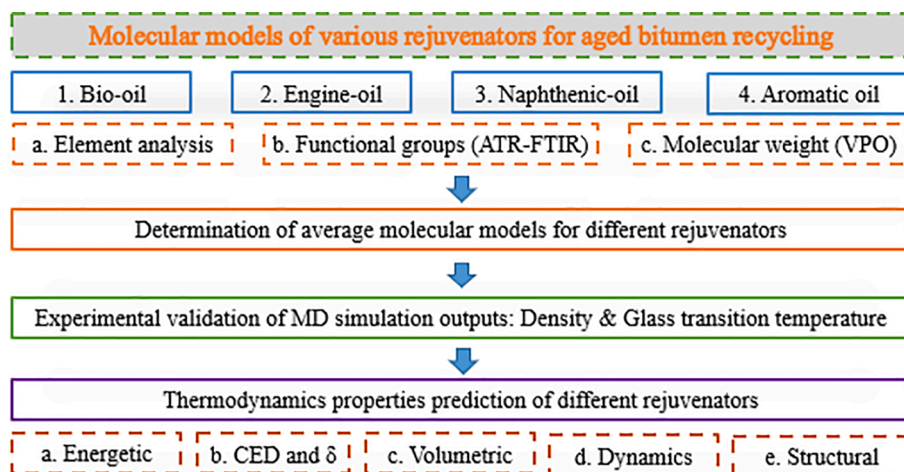 Molecular models of various rejuvenators for aged bitumen recycling
1. Bio-oil 2. Engine-oil 3. Naphthenic-oil 4. Aromatic oil
a. Element analysis b. Functional groups (ATR-FTIR) c. Molecular weight (VPO)
Determination of average molecular models for different rejuvenators
Experimental validation of MD simulation outputs: Density & Glass transition temperature
Thermodynamics properties prediction of different rejuvenators
a. Energetic b. CED and δ c. Volumetric d. Dynamics e. Structural